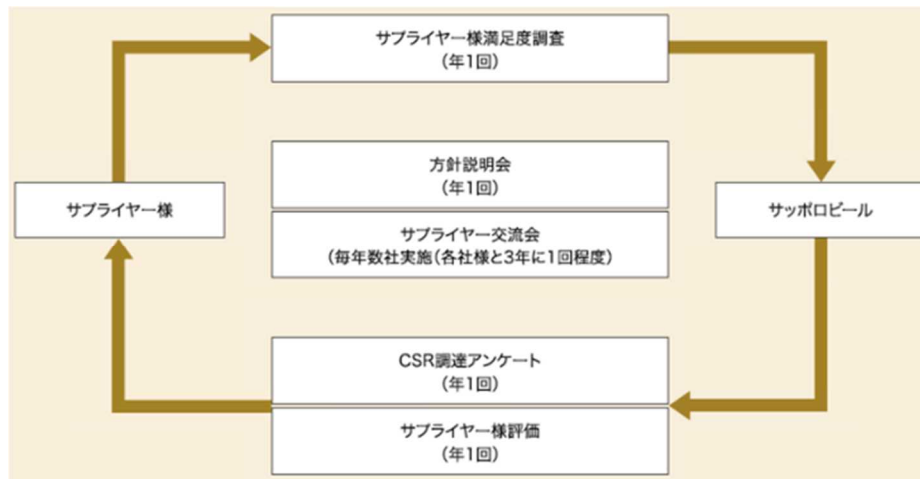 サプライヤー様満足度調査
(年1回)
方針説明会
(年1回)
サプライヤー様
サッポロビール
サプライヤー交流会
(毎年数社実施(各社様と3年に1回程度)
CSR調達アンケート
(年1回)
サプライヤー様評価
(年1回)